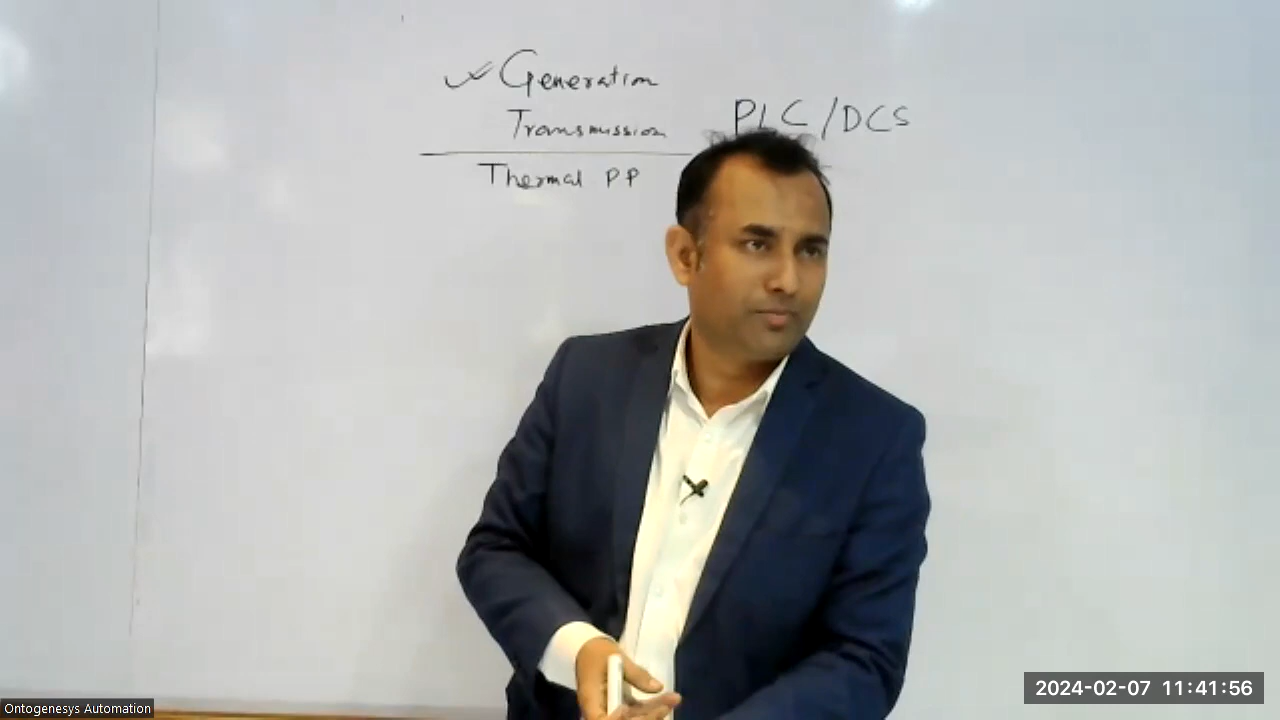 ✓ Generation
Transmission
PLC/DCS
Thermal PP
Ontogenesys Automation
2024-02-07 11:41:56